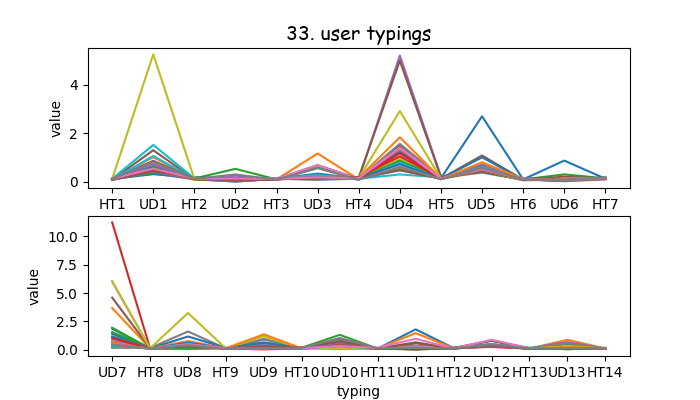 33. user typings
4
2
0
value
HT1 UD1 HT2 UD2 HT3 UD3 HT4 UD4 HT5 UD5 HT6 UD6 HT7
10.0
7.5
5.0
2.5
0.0
value
UD7 HT8 UD8 HT9 UD9 HT10 UD10 HT11 UD11 HT12 UD12 HT13 UD13 HT14
typing